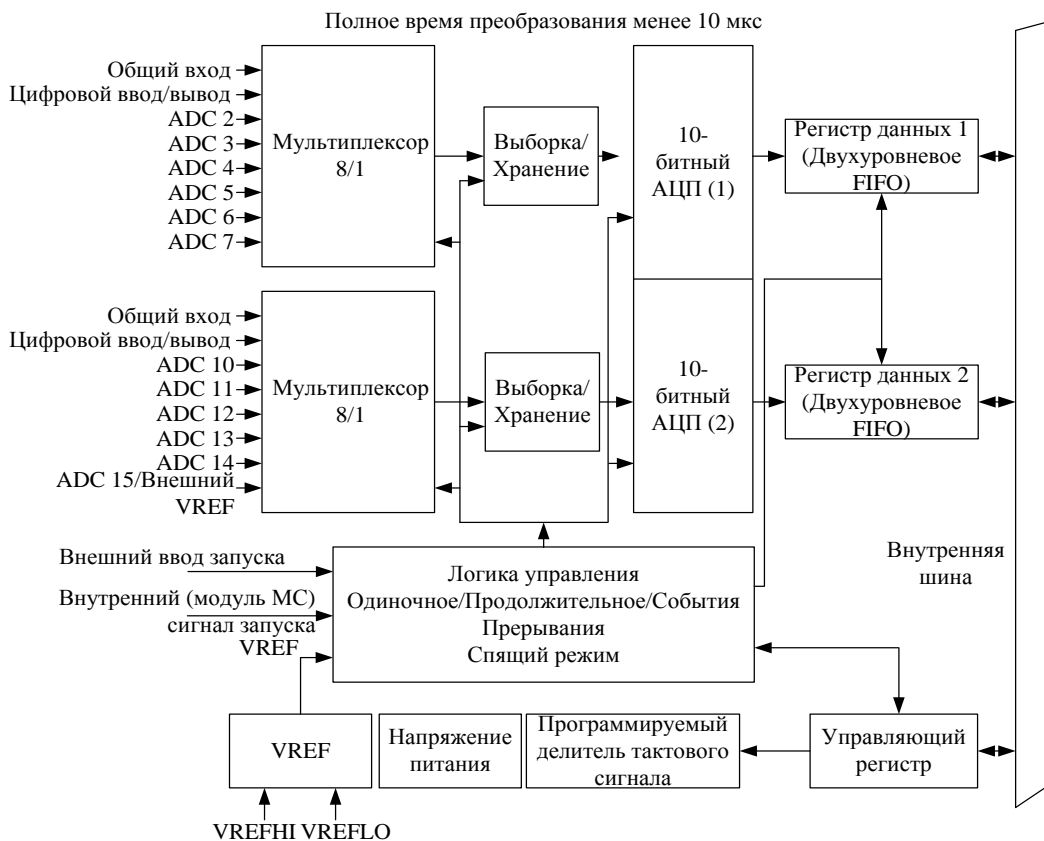 Полное время преобразования менее 10 мкс
Общий вход
Цифровой ввод/вывод
ADC 2
ADC 3
ADC 4
ADC 5
ADC 6
ADC 7
Мультиплексор
8/1
Выборка/
Хранение
10-
битный
АЦП (1)
Регистр данных 1
(Двухуровневое
FIFO)
Общий вход
Цифровой ввод/вывод
ADC 10
ADC 11
ADC 12
ADC 13
ADC 14
ADC 15/Внешний
VREF
Мультиплексор
8/1
Выборка/
Хранение
10-
битный
АЦП (2)
Регистр данных 2
(Двухуровневое
FIFO)
Внутренняя
шина
Внешний ввод запуска
Внутренний (модуль МС)
сигнал запуска
VREF
Логика управления
Одиночное/Продолжительное/События
Прерывания
Спящий режим
VREF
Напряжение
питания
Программируемый
делитель тактового
сигнала
Управляющий
регистр
VREFHI VREFLO